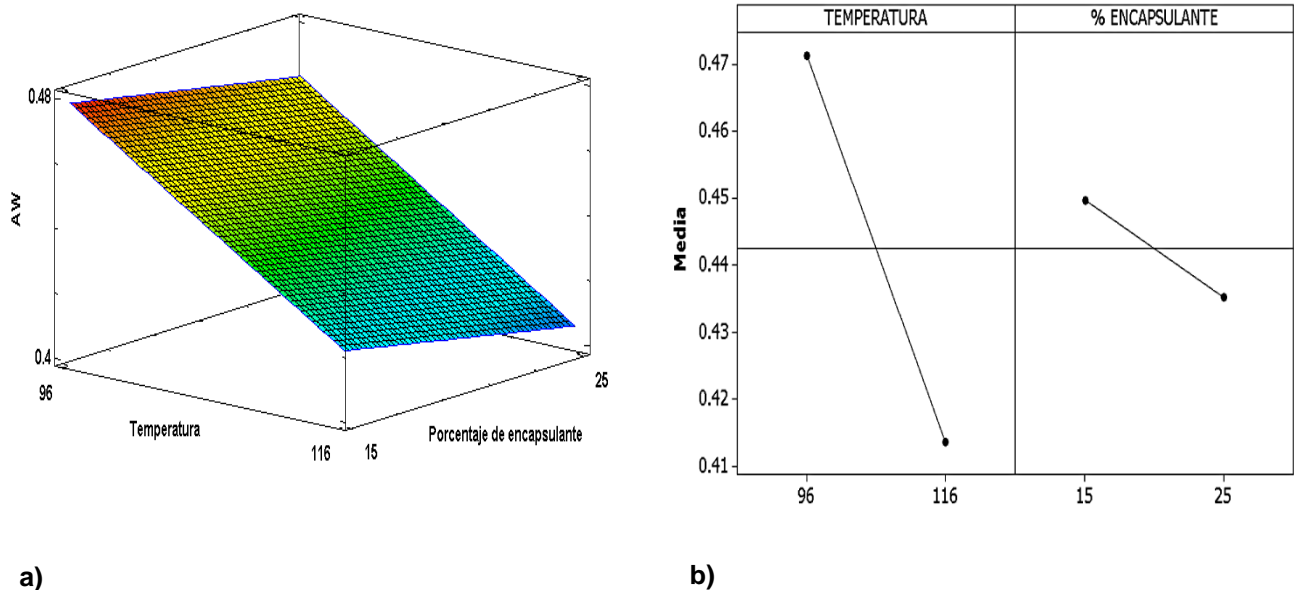 0.48
AW
0.4
96
Temperatura
116
15
Porcentaje de encapsulante
25
a)
TEMPERATURA
% ENCAPSULANTE
Media
0.47
0.46
0.45
0.44
0.43
0.42
0.41
96
116
15
25
b)